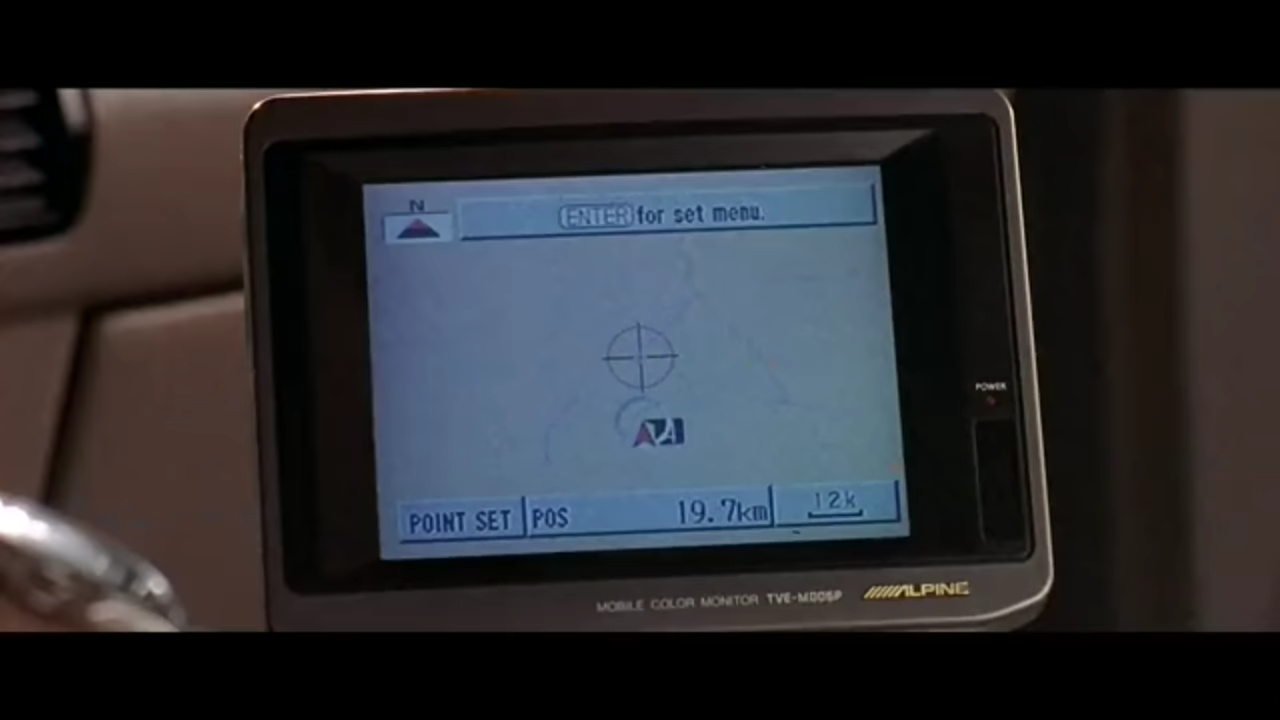 N
ENTER for set menu.
POINT SET POS 19.7km 12k
POWER
MOBILE COLOR MONITOR TVE-M005P ALPINE